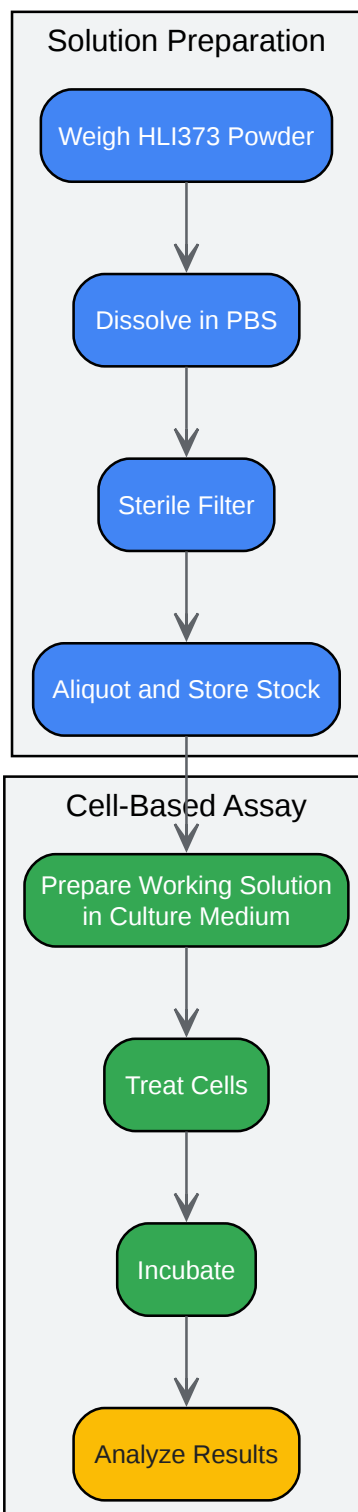 Solution Preparation
Weigh HLI373 Powder
Dissolve in PBS
Sterile Filter
Aliquot and Store Stock
Cell-Based Assay
Prepare Working Solution
in Culture Medium
Treat Cells
Incubate
Analyze Results